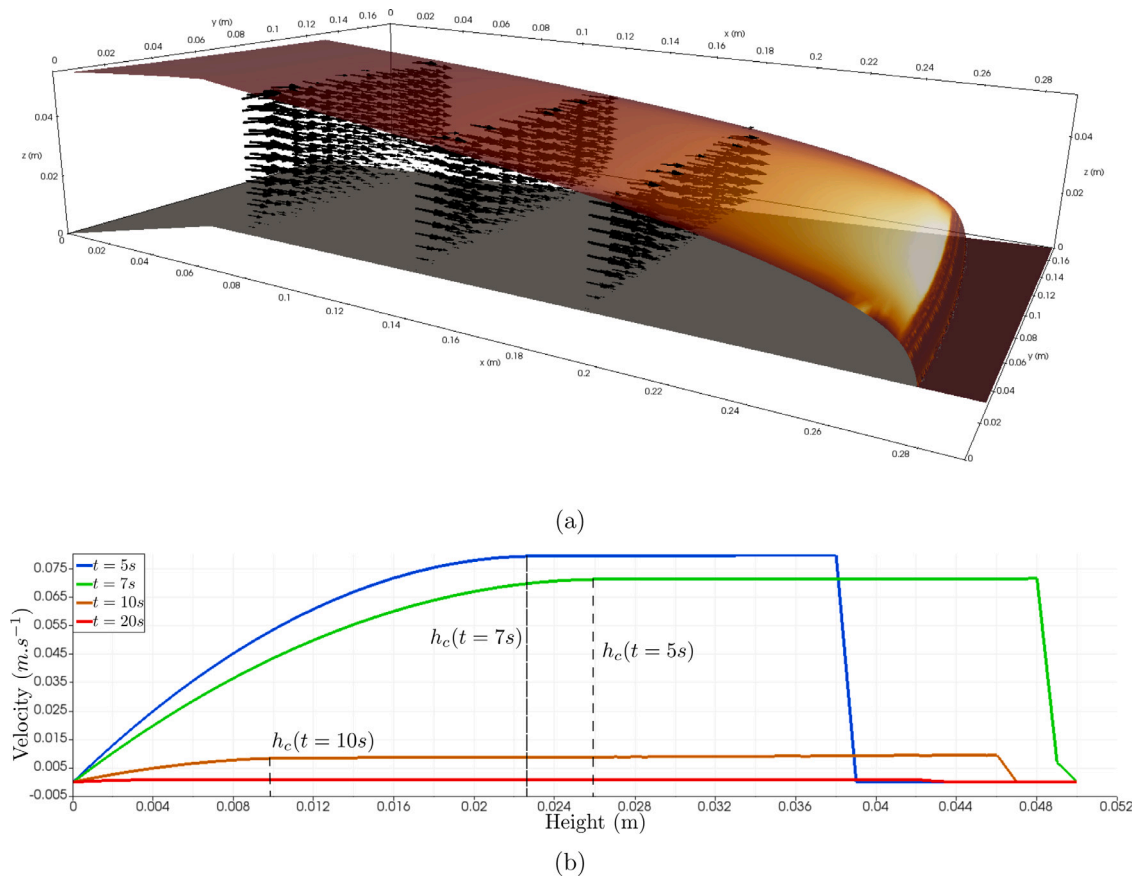 y (m)
0 0.02 0.04 0.06 0.08 0.1 0.12 0.14 0.16
0 0.02 0.04 0.06 0.08 0.1 0.12 0.14 0.16 0.18 0.2 0.22 0.24 0.26 0.28
x (m)
0 0.02 0.04
z (m)
0 0.02 0.04
z (m)
0 0.02 0.04 0.06 0.08 0.1 0.12 0.14 0.16 0.18 0.2 0.22 0.24 0.26 0.28
x (m)
0 0.02 0.04 0.06 0.08 0.1 0.12 0.14 0.16
y (m)
(a)
t = 5s
t = 7s
t = 10s
t = 20s
h_c(t = 7s)
h_c(t = 5s)
h_c(t = 10s)
Velocity (m.s⁻¹)
0.075
0.065
0.055
0.045
0.035
0.025
0.015
0.005
-0.005
0 0.004 0.008 0.012 0.016 0.02 0.024 0.028 0.032 0.036 0.04 0.044 0.048 0.052
Height (m)
(b)